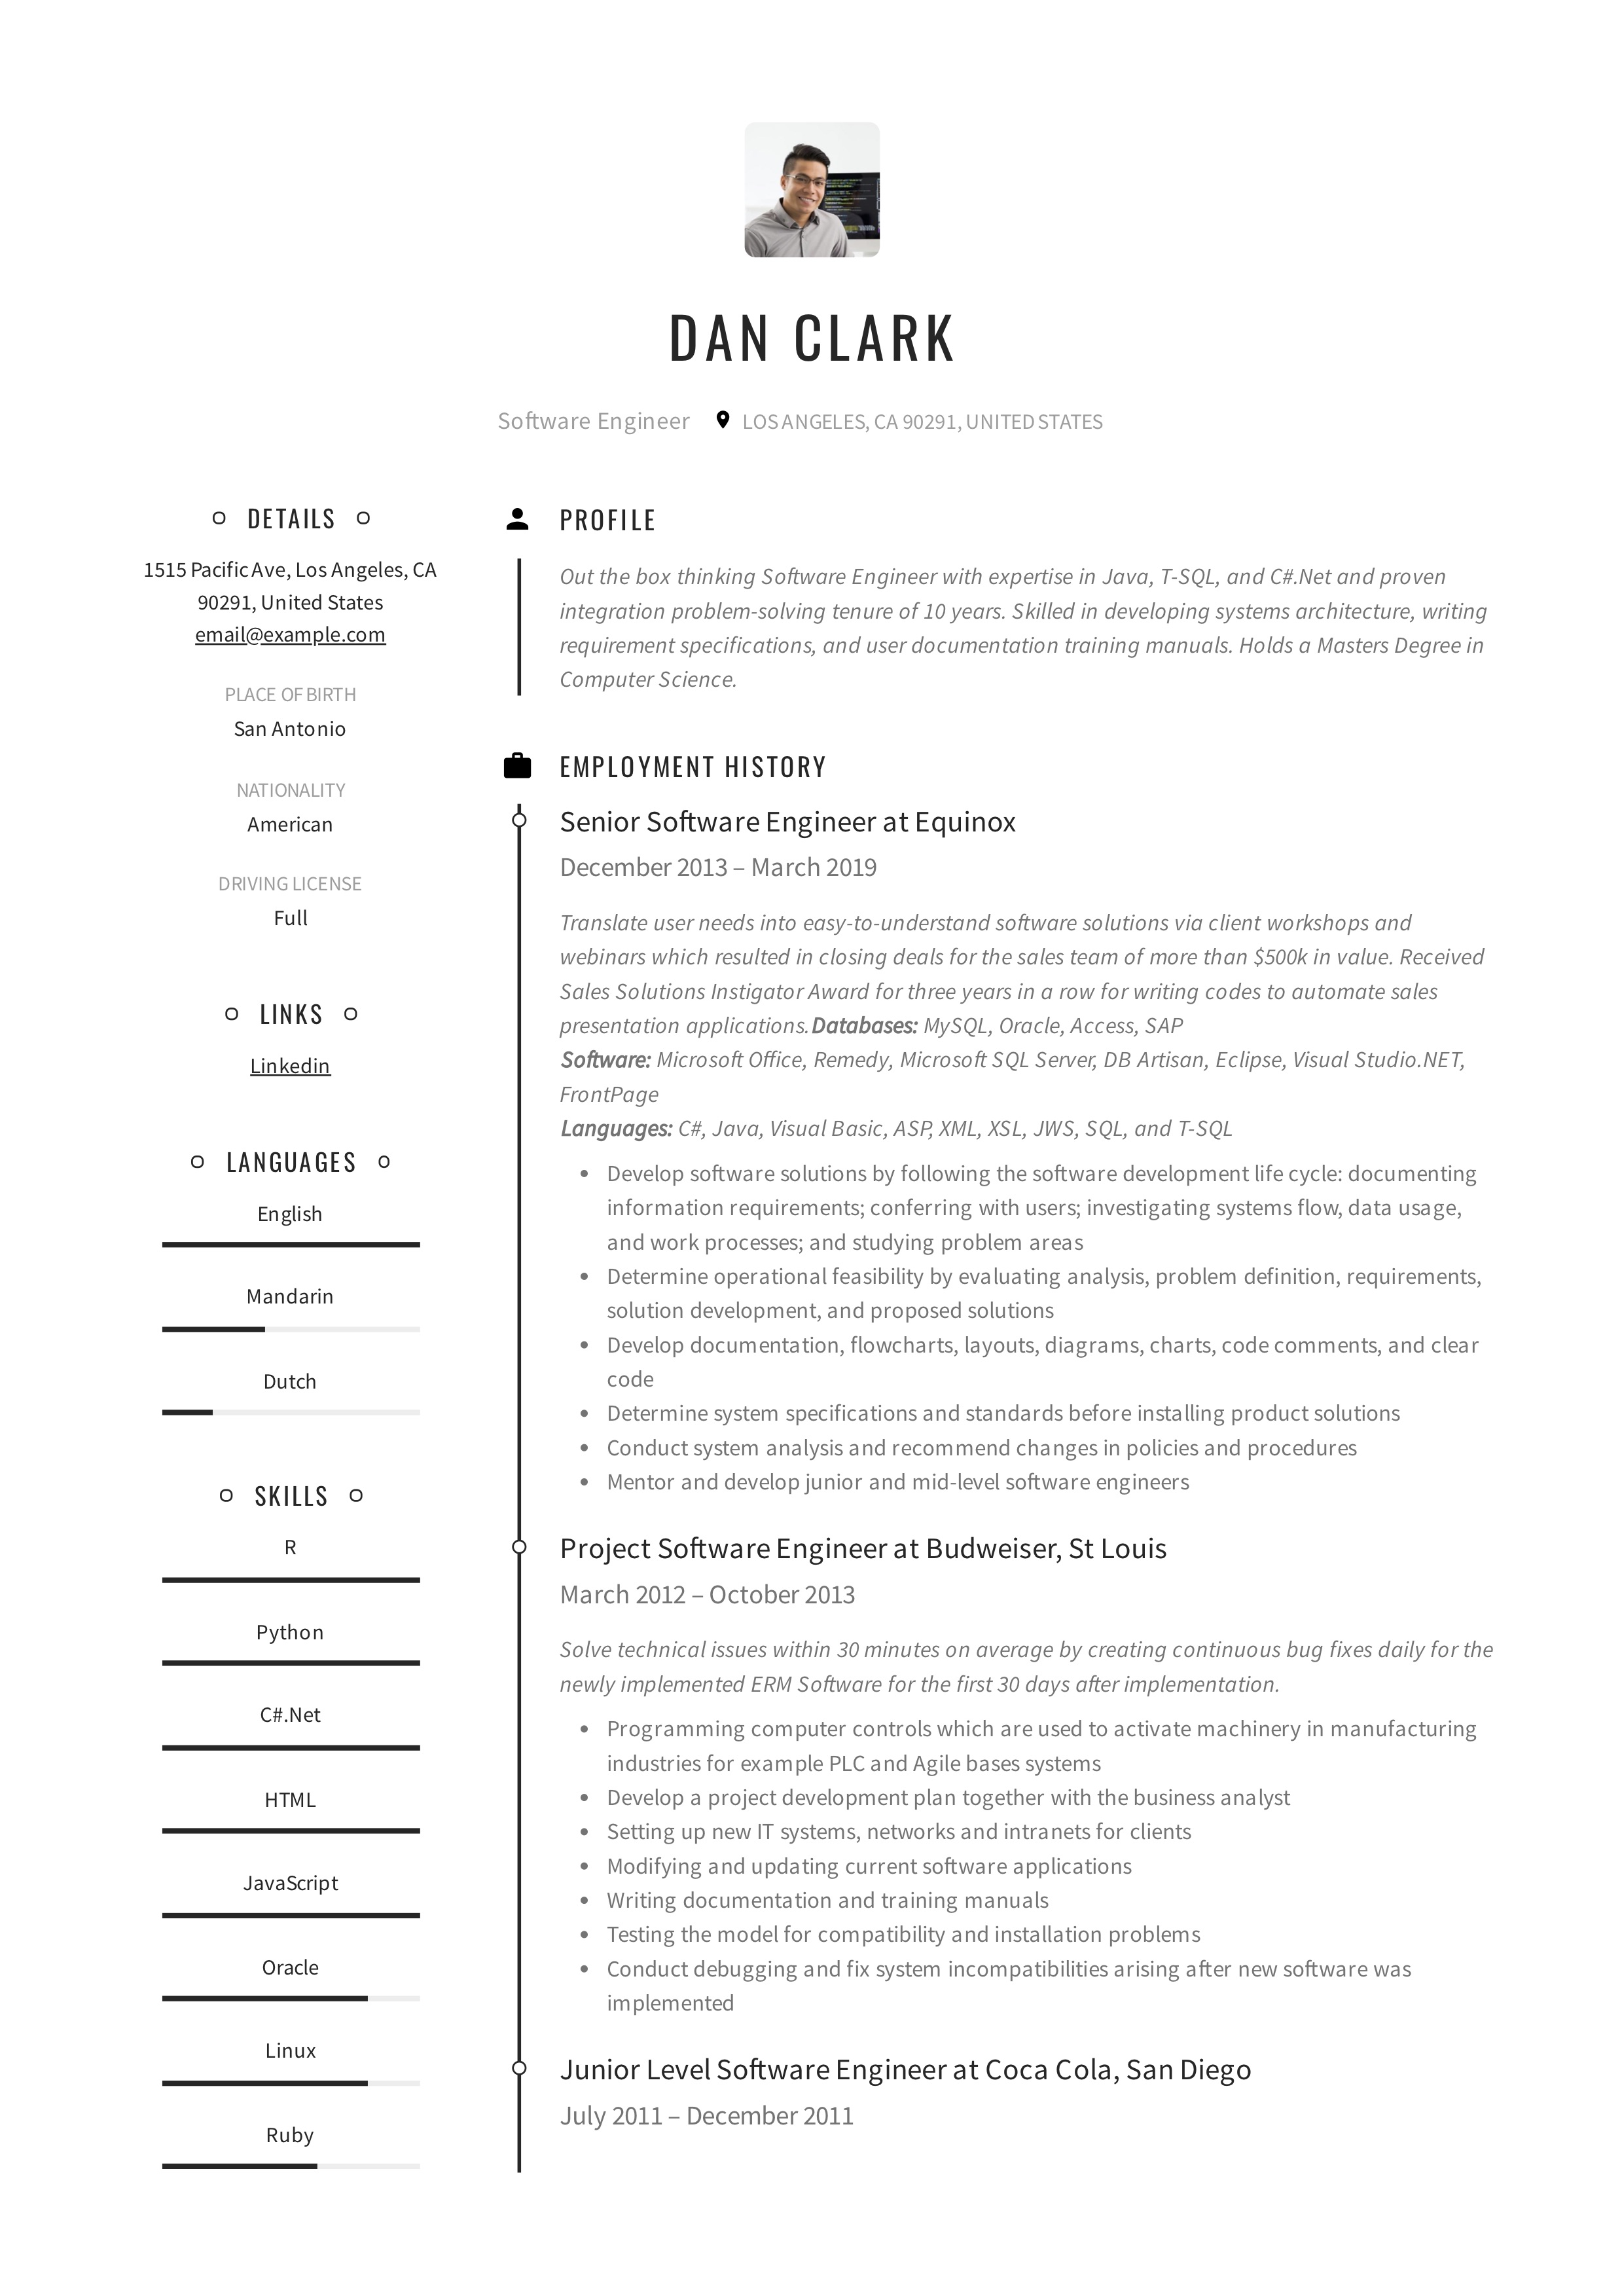 DAN CLARK
Software Engineer LOS ANGELES, CA 90291, UNITED STATES
DETAILS
1515 Pacific Ave, Los Angeles, CA
90291, United States
email@example.com
PLACE OF BIRTH
San Antonio
NATIONALITY
American
DRIVING LICENSE
Full
LINKS
Linkedin
LANGUAGES
English
Mandarin
Dutch
SKILLS
R
Python
C#.Net
HTML
JavaScript
Oracle
Linux
Ruby
PROFILE
Out the box thinking Software Engineer with expertise in Java, T-SQL, and C#.Net and proven
integration problem-solving tenure of 10 years. Skilled in developing systems architecture, writing
requirement specifications, and user documentation training manuals. Holds a Masters Degree in
Computer Science.
EMPLOYMENT HISTORY
Senior Software Engineer at Equinox
December 2013 – March 2019
Translate user needs into easy-to-understand software solutions via client workshops and
webinars which resulted in closing deals for the sales team of more than $500k in value. Received
Sales Solutions Instigator Award for three years in a row for writing codes to automate sales
presentation applications.Databases: MySQL, Oracle, Access, SAP
Software: Microsoft Office, Remedy, Microsoft SQL Server, DB Artisan, Eclipse, Visual Studio.NET,
FrontPage
Languages: C#, Java, Visual Basic, ASP, XML, XSL, JWS, SQL, and T-SQL
• Develop software solutions by following the software development life cycle: documenting
information requirements; conferring with users; investigating systems flow, data usage,
and work processes; and studying problem areas
• Determine operational feasibility by evaluating analysis, problem definition, requirements,
solution development, and proposed solutions
• Develop documentation, flowcharts, layouts, diagrams, charts, code comments, and clear
code
• Determine system specifications and standards before installing product solutions
• Conduct system analysis and recommend changes in policies and procedures
• Mentor and develop junior and mid-level software engineers
Project Software Engineer at Budweiser, St Louis
March 2012 – October 2013
Solve technical issues within 30 minutes on average by creating continuous bug fixes daily for the
newly implemented ERM Software for the first 30 days after implementation.
• Programming computer controls which are used to activate machinery in manufacturing
industries for example PLC and Agile bases systems
• Develop a project development plan together with the business analyst
• Setting up new IT systems, networks and intranets for clients
• Modifying and updating current software applications
• Writing documentation and training manuals
• Testing the model for compatibility and installation problems
• Conduct debugging and fix system incompatibilities arising after new software was
implemented
Junior Level Software Engineer at Coca Cola, San Diego
July 2011 – December 2011